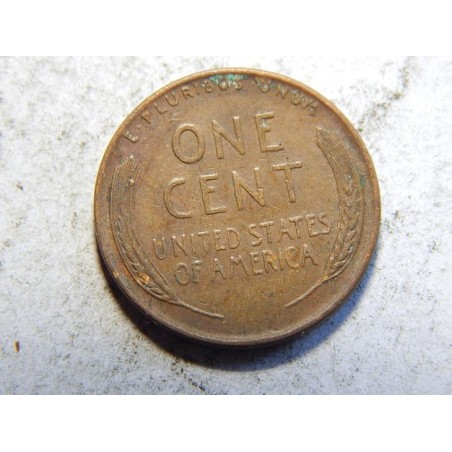 E·PLURIBUS·UNUM
ONE
CENT
UNITED STATES
OF AMERICA